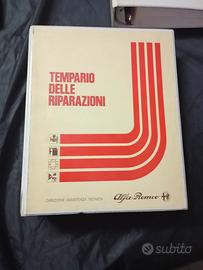 TEMPARIO
DELLE
RIPARAZIONI
DIREZIONE ASSISTENZA TECNICA
Alfa Romeo
subito